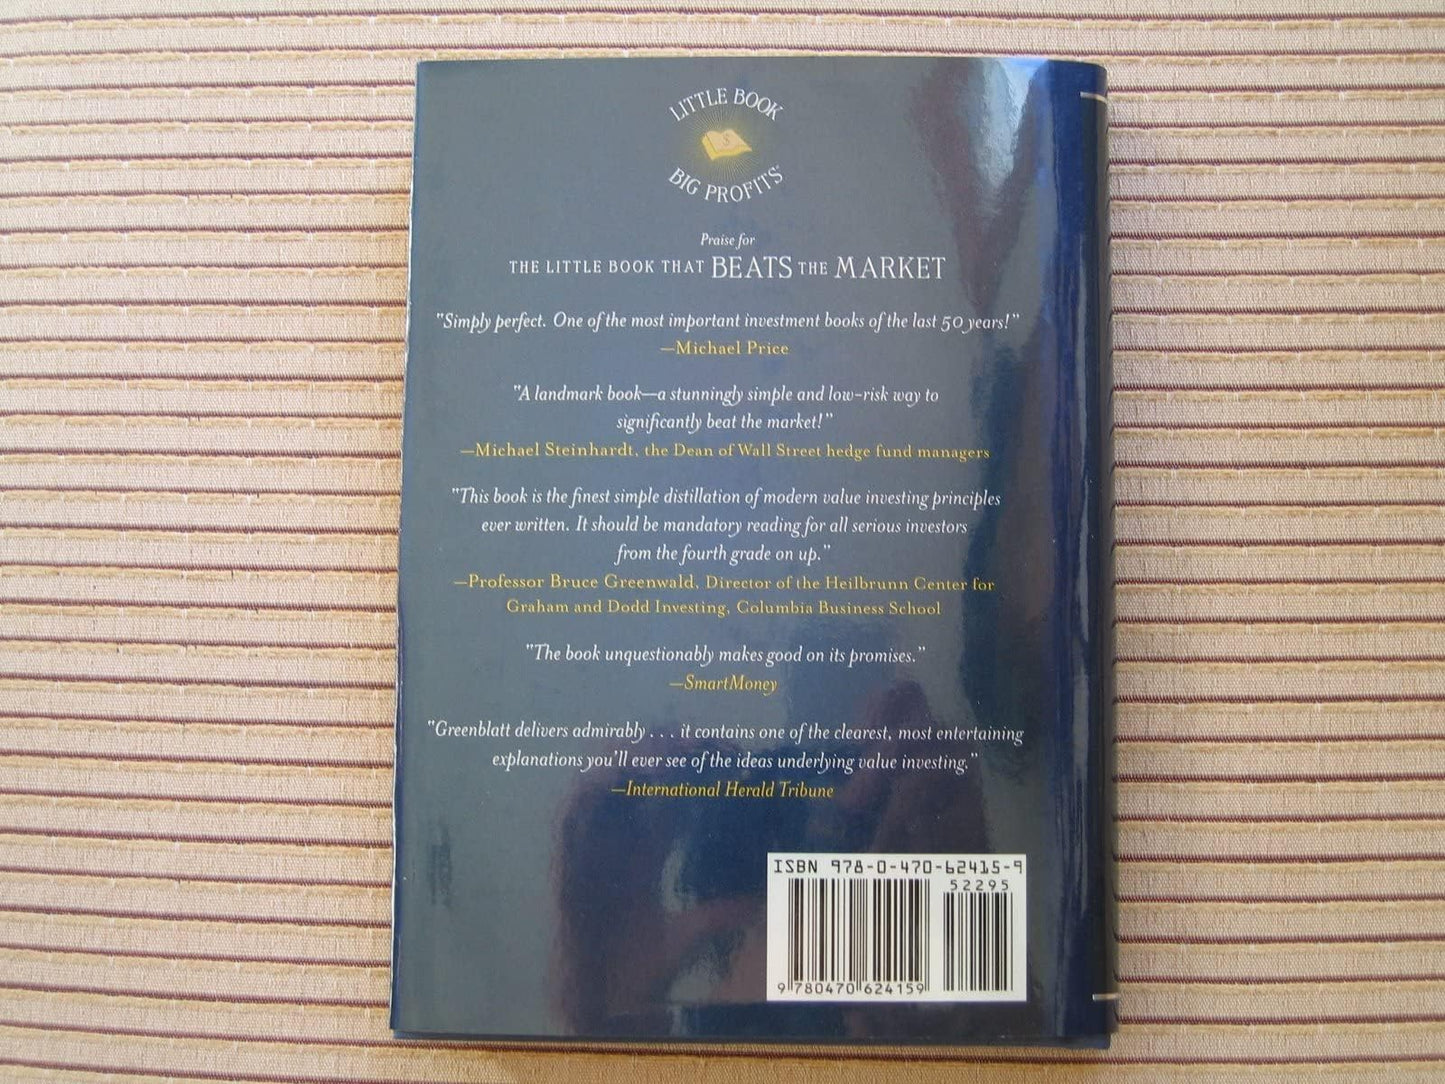 LITTLE BOOK
$
BIG PROFITS
Praise for
THE LITTLE BOOK THAT BEATS THE MARKET
"Simply perfect. One of the most important investment books of the last 50 years!"
—Michael Price
"A landmark book—a stunningly simple and low-risk way to
significantly beat the market!"
—Michael Steinhardt, the Dean of Wall Street hedge fund managers
"This book is the finest simple distillation of modern value investing principles
ever written. It should be mandatory reading for all serious investors
from the fourth grade on up."
—Professor Bruce Greenwald, Director of the Heilbrunn Center for
Graham and Dodd Investing, Columbia Business School
"The book unquestionably makes good on its promises."
—SmartMoney
"Greenblatt delivers admirably . . . it contains one of the clearest, most entertaining
explanations you'll ever see of the ideas underlying value investing."
—International Herald Tribune
ISBN 978-0-470-62415-9
52295
9 780470 624159